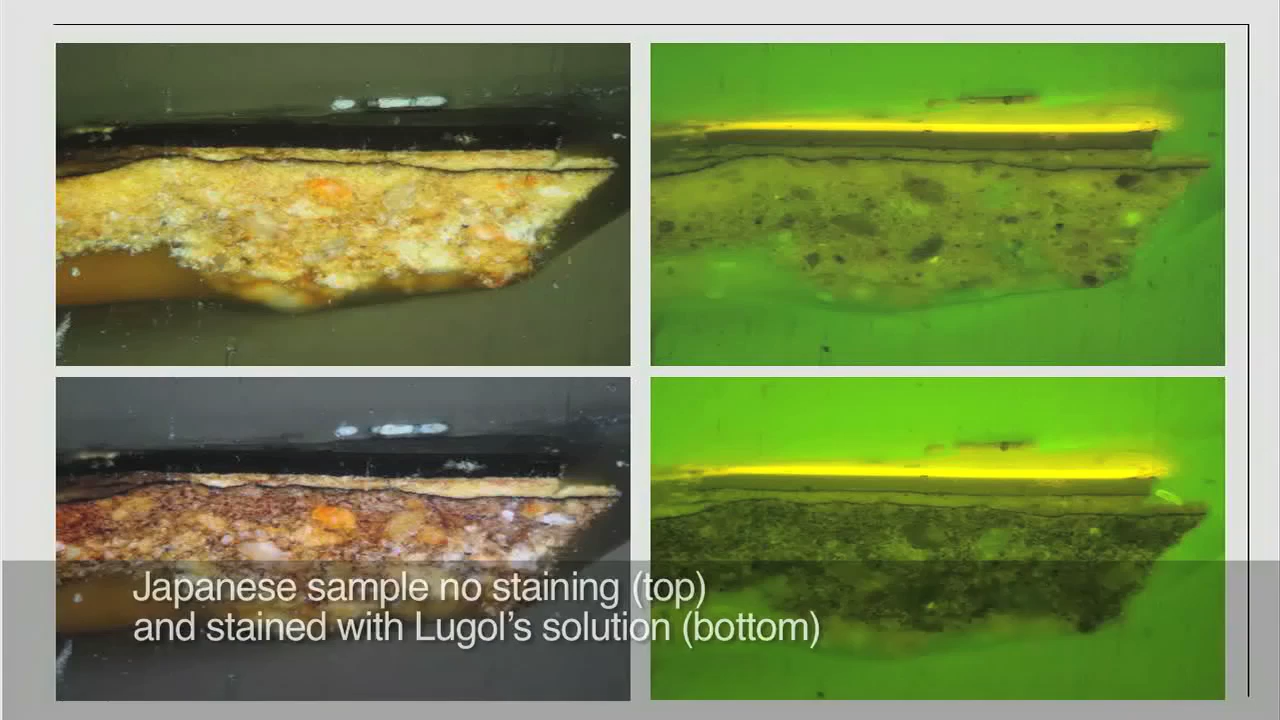 Japanese sample no staining (top)
and stained with Lugol's solution (bottom)